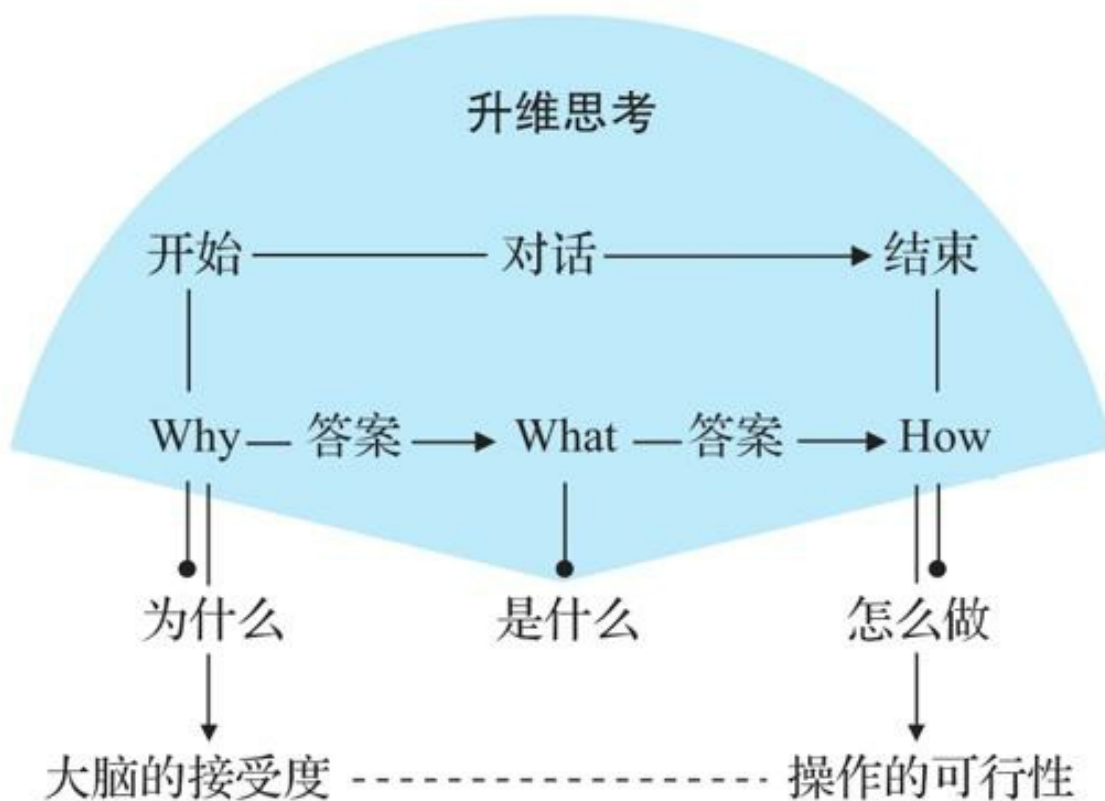 升维思考
开始 对话 结束
Why 答案 What 答案 How
为什么 是什么 怎么做
大脑的接受度 操作的可行性